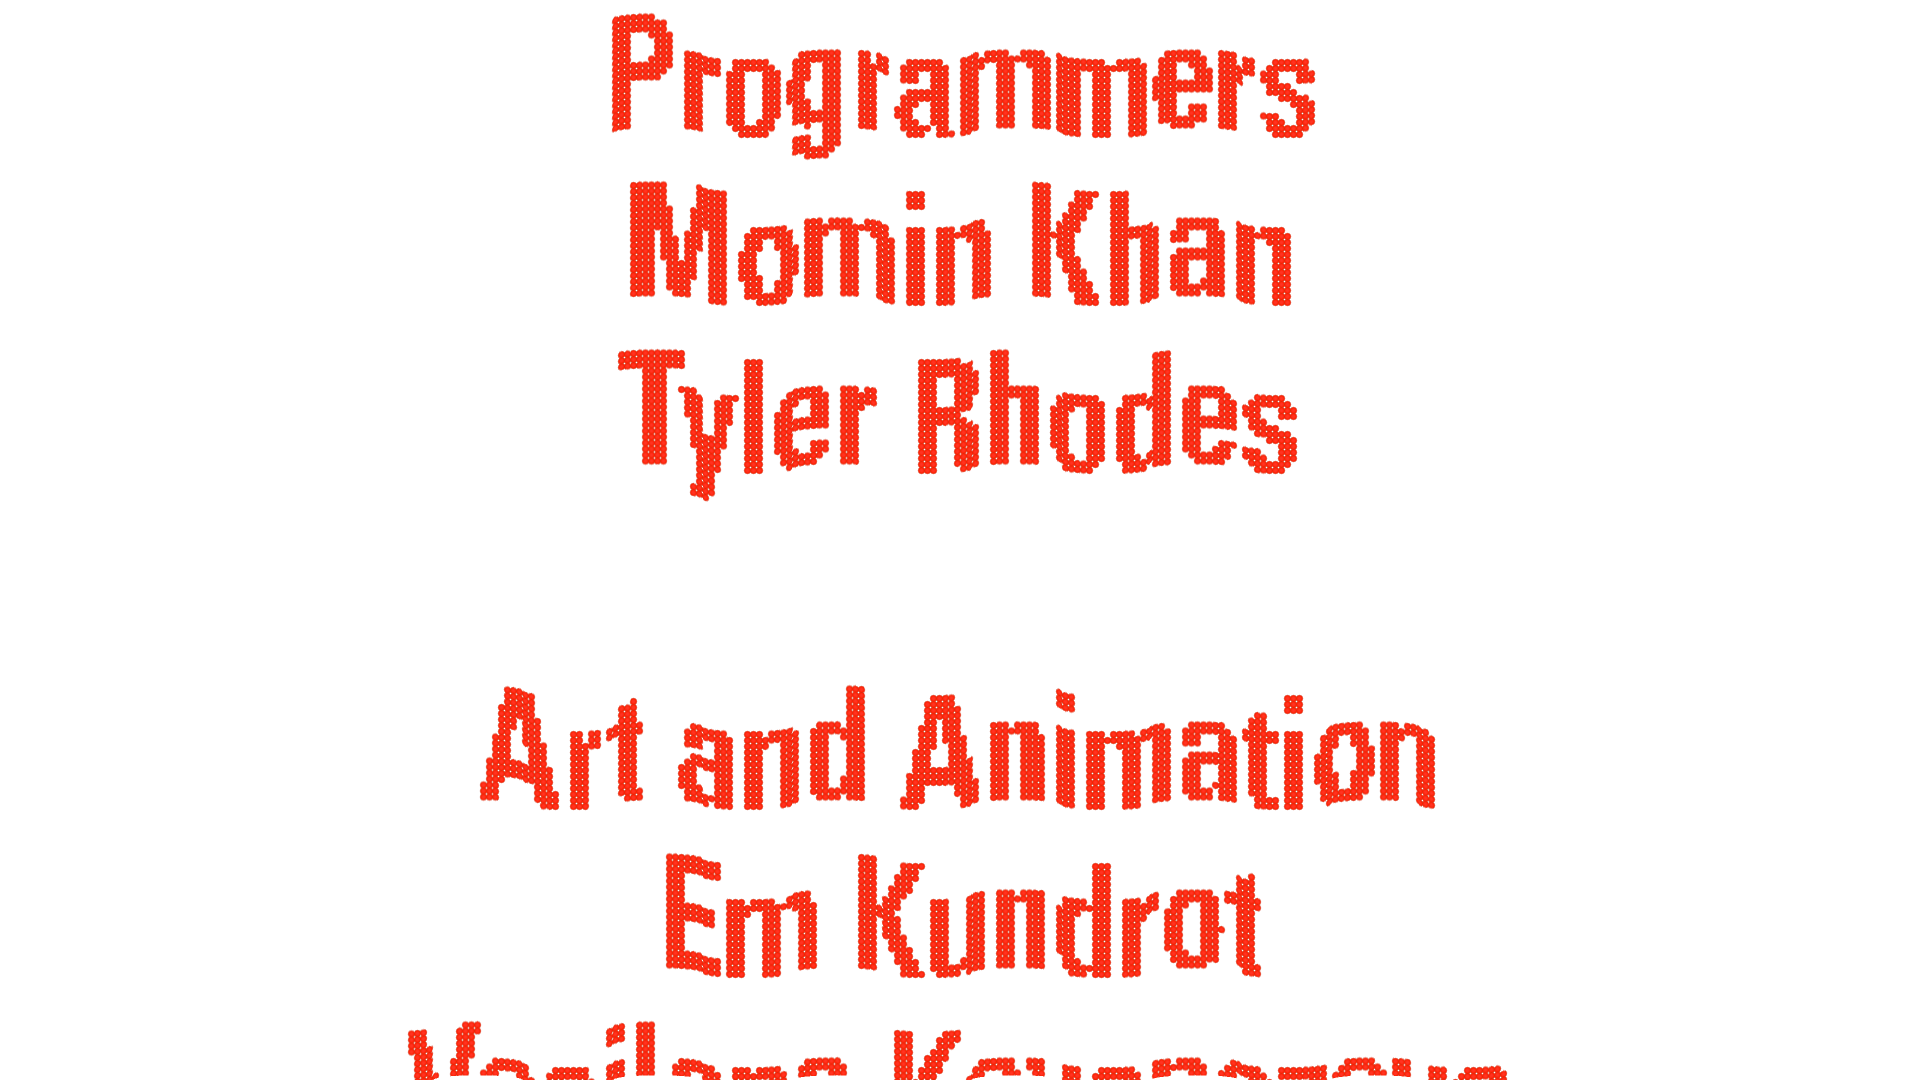 Programmers
Momin Khan
Tyler Rhodes
Art and Animation
Em Kundrot